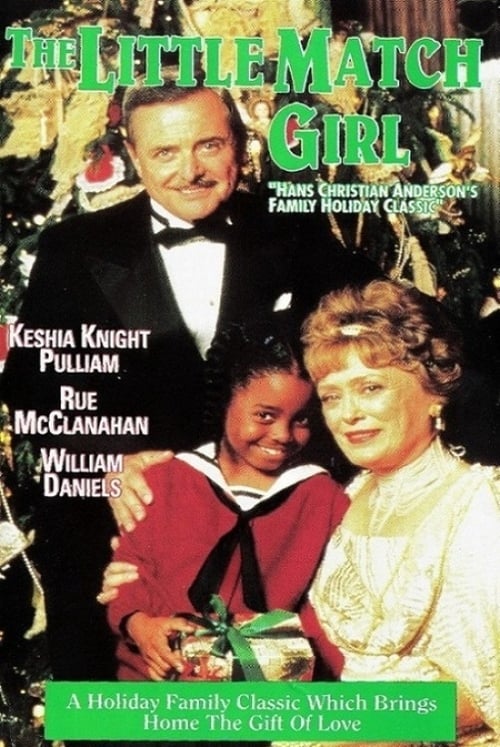 THE LITTLE MATCH
GIRL
"HANS CHRISTIAN ANDERSON'S
FAMILY HOLIDAY CLASSIC"
KESHIA KNIGHT
PULLIAM
RUE
MCCLANAHAN
WILLIAM
DANIELS
A Holiday Family Classic Which Brings
Home The Gift Of Love